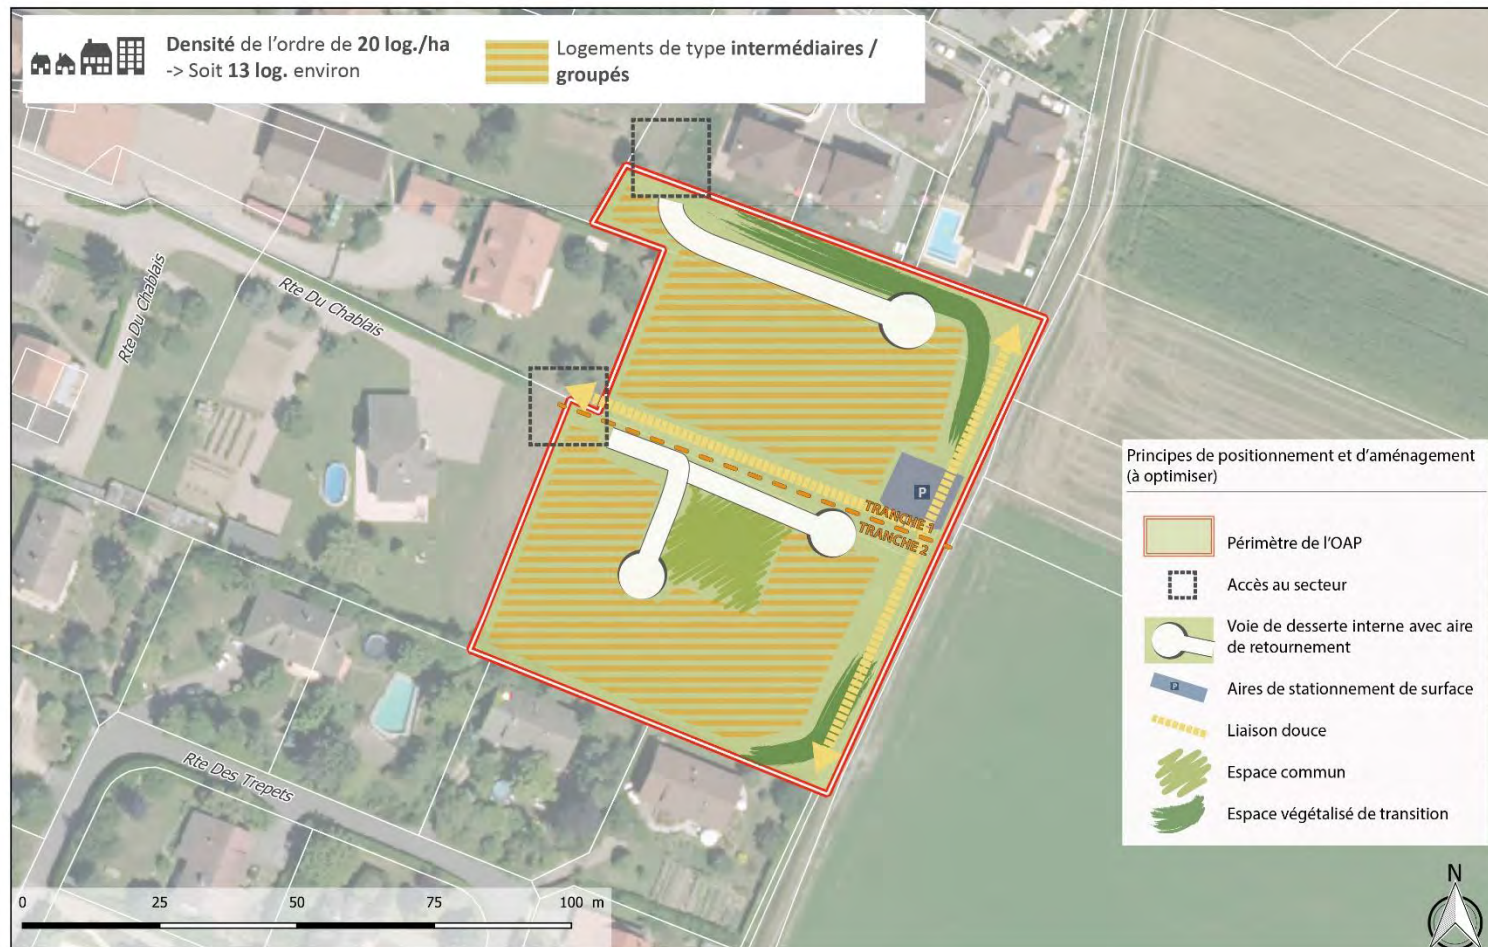 Densité de l'ordre de 20 log./ha
-> Soit 13 log. environ
Logements de type intermédiaires /
groupés
Rte Du Chablais
Rte Du Chablais
P
TRANCHE 1
TRANCHE 2
Rte Des Trepets
Principes de positionnement et d'aménagement
(à optimiser)
Périmètre de l'OAP
Accès au secteur
Voie de desserte interne avec aire
de retournement
P
Aires de stationnement de surface
Liaison douce
Espace commun
Espace végétalisé de transition
0 25 50 75 100 m
N